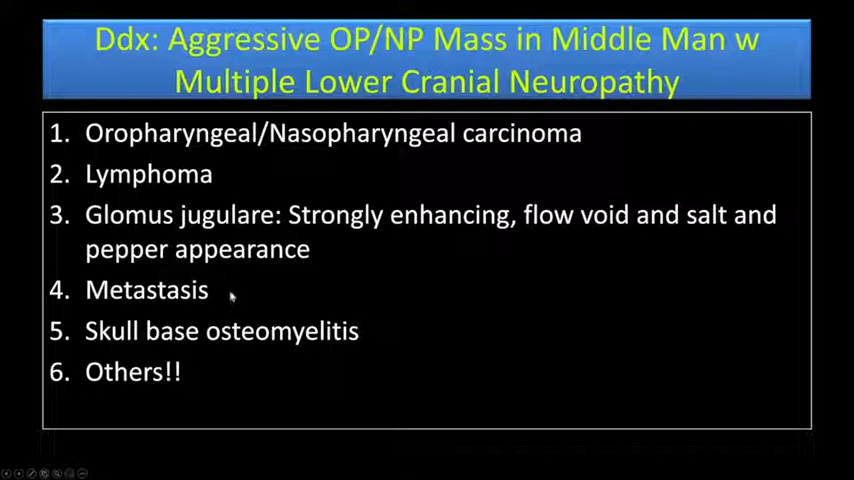 Ddx: Aggressive OP/NP Mass in Middle Man w
Multiple Lower Cranial Neuropathy
1. Oropharyngeal/Nasopharyngeal carcinoma
2. Lymphoma
3. Glomus jugulare: Strongly enhancing, flow void and salt and
pepper appearance
4. Metastasis
5. Skull base osteomyelitis
6. Others!!